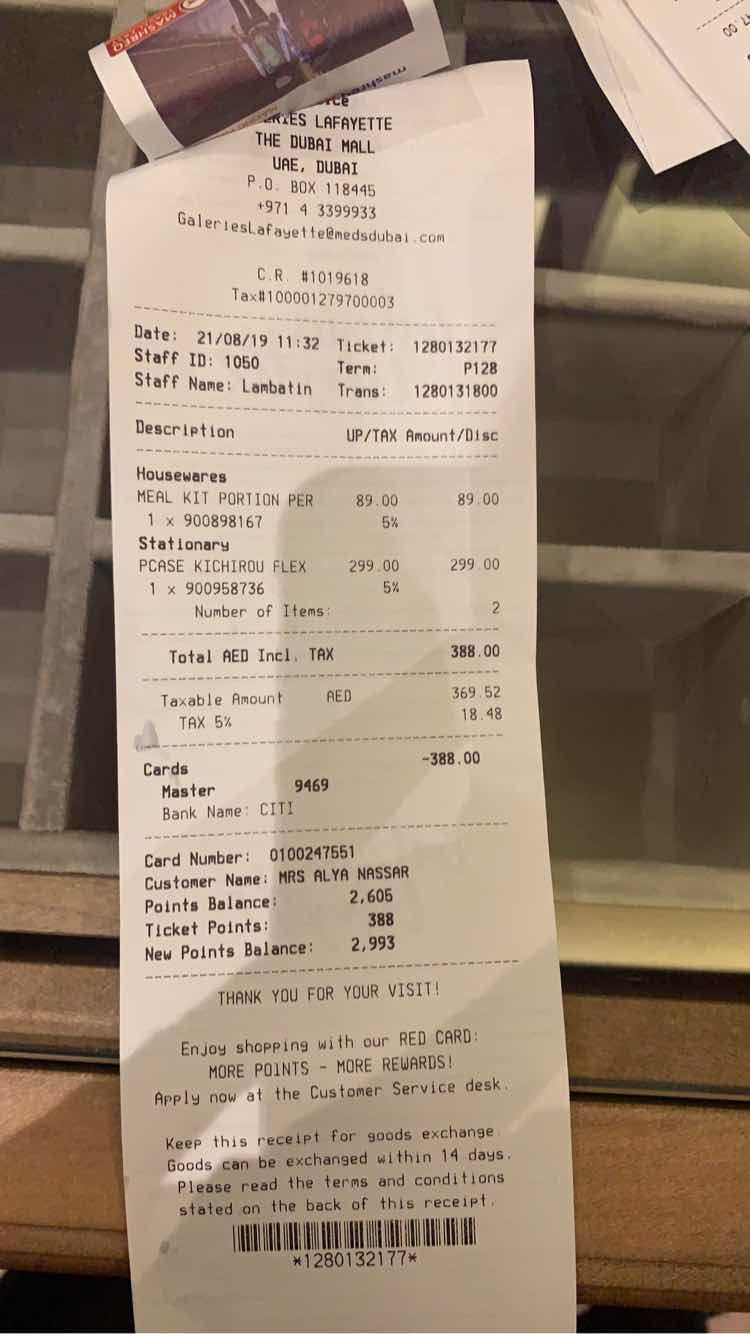 MASHREQ
mashreq
LAFAYETTE
THE DUBAI MALL
UAE, DUBAI
P.O. BOX 118445
+971 4 3399933
GaleriesLafayette@medsdubai.com
C.R. #1019618
Tax#100001279700003
Date: 21/08/19 11:32 Ticket: 1280132177
Staff ID: 1050 Term: P128
Staff Name: Lambatin Trans: 1280131800
Description UP/TAX Amount/Disc
Housewares
MEAL KIT PORTION PER 89.00 89.00
1 x 900898167 5%
Stationary
PCASE KICHIROU FLEX 299.00 299.00
1 x 900958736 5%
Number of Items: 2
Total AED Incl. TAX 388.00
Taxable Amount AED 369.52
TAX 5% 18.48
Cards -388.00
Master 9469
Bank Name: CITI
Card Number: 0100247551
Customer Name: MRS ALYA NASSAR
Points Balance: 2,605
Ticket Points: 388
New Points Balance: 2,993
THANK YOU FOR YOUR VISIT!
Enjoy shopping with our RED CARD:
MORE POINTS - MORE REWARDS!
Apply now at the Customer Service desk.
Keep this receipt for goods exchange.
Goods can be exchanged within 14 days.
Please read the terms and conditions
stated on the back of this receipt.
*1280132177*